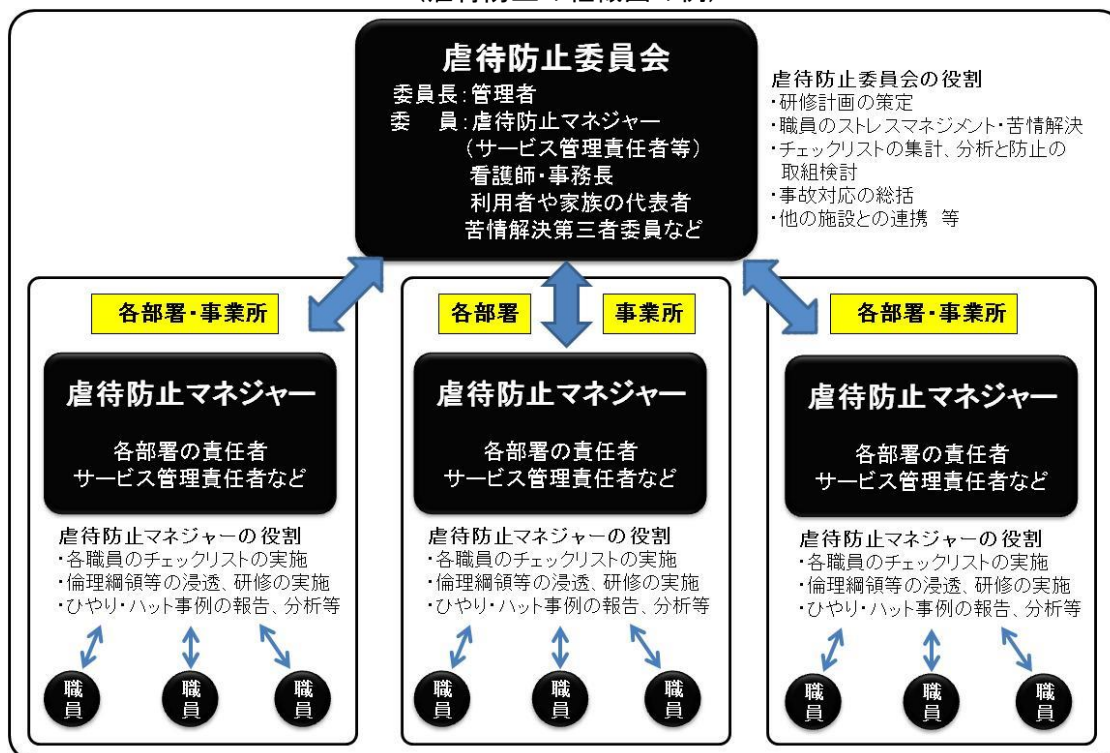 虐待防止委員会
委員長:管理者
委　員:虐待防止マネジャー
(サービス管理責任者等)
看護師・事務長
利用者や家族の代表者
苦情解決第三者委員など
虐待防止委員会の役割
・研修計画の策定
・職員のストレスマネジメント・苦情解決
・チェックリストの集計、分析と防止の
取組検討
・事故対応の総括
・他の施設との連携 等
各部署・事業所
虐待防止マネジャー
各部署の責任者
サービス管理責任者など
虐待防止マネジャーの役割
・各職員のチェックリストの実施
・倫理綱領等の浸透、研修の実施
・ひやり・ハット事例の報告、分析等
職員
職員
職員
各部署
事業所
虐待防止マネジャー
各部署の責任者
サービス管理責任者など
虐待防止マネジャーの役割
・各職員のチェックリストの実施
・倫理綱領等の浸透、研修の実施
・ひやり・ハット事例の報告、分析等
職員
職員
職員
各部署・事業所
虐待防止マネジャー
各部署の責任者
サービス管理責任者など
虐待防止マネジャーの役割
・各職員のチェックリストの実施
・倫理綱領等の浸透、研修の実施
・ひやり・ハット事例の報告、分析等
職員
職員
職員